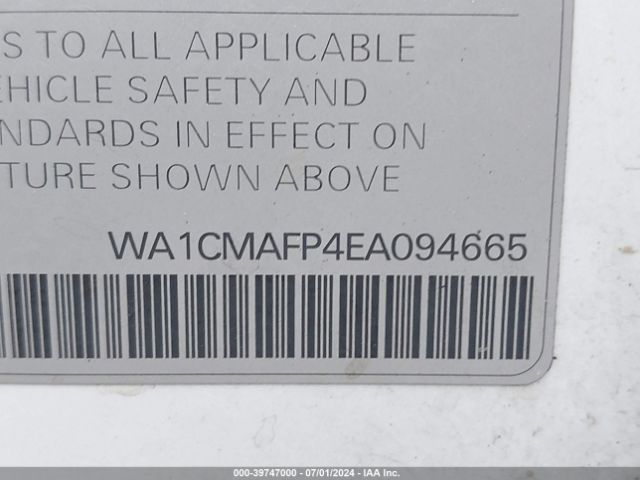 S TO ALL APPLICABLE
EHICLE SAFETY AND
NDARDS IN EFFECT ON
TURE SHOWN ABOVE
WA1CMAFP4EA094665
000-39747000 - 07/01/2024 - IAA Inc.